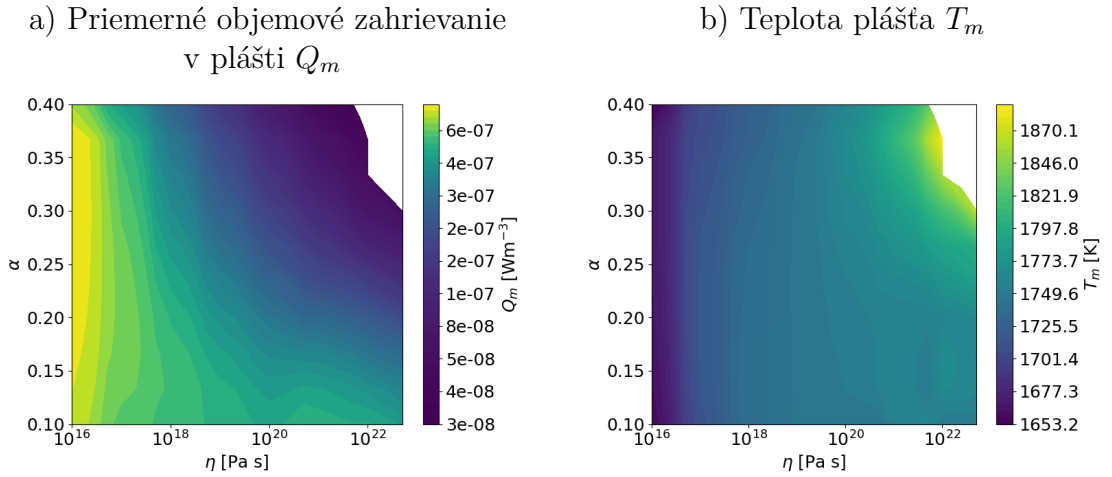 a) Priemerné objemové zahrievanie
v plášti Q_m
b) Teplota plášťa T_m
0.40
0.35
0.30
0.25
0.20
0.15
0.10
α
10^16
10^18
10^20
10^22
η [Pa s]
6e-07
4e-07
3e-07
2e-07
1e-07
8e-08
5e-08
4e-08
3e-08
Q_m [Wm^−3]
0.40
0.35
0.30
0.25
0.20
0.15
0.10
α
10^16
10^18
10^20
10^22
η [Pa s]
1870.1
1846.0
1821.9
1797.8
1773.7
1749.6
1725.5
1701.4
1677.3
1653.2
T_m [K]